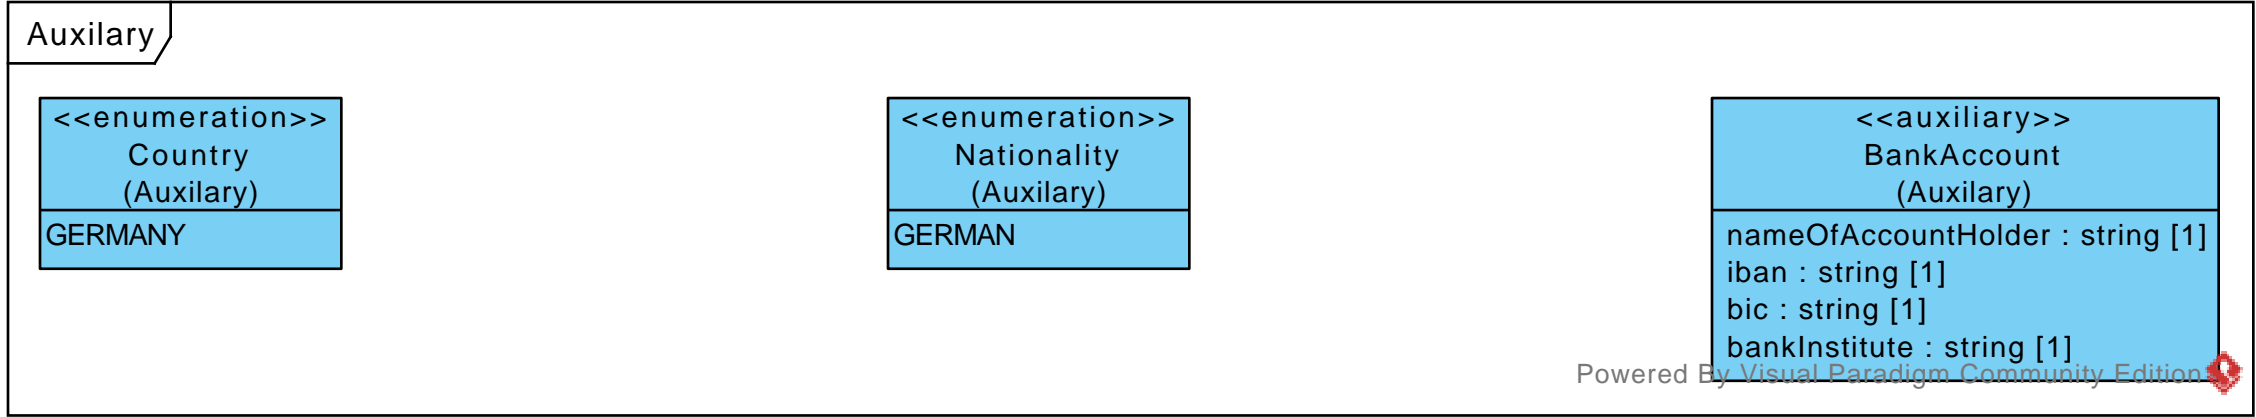 Auxilary
<<enumeration>>
Country
(Auxilary)
GERMANY
<<enumeration>>
Nationality
(Auxilary)
GERMAN
<<auxiliary>>
BankAccount
(Auxilary)
nameOfAccountHolder : string [1]
iban : string [1]
bic : string [1]
bankInstitute : string [1]
Powered By Visual Paradigm Community Edition